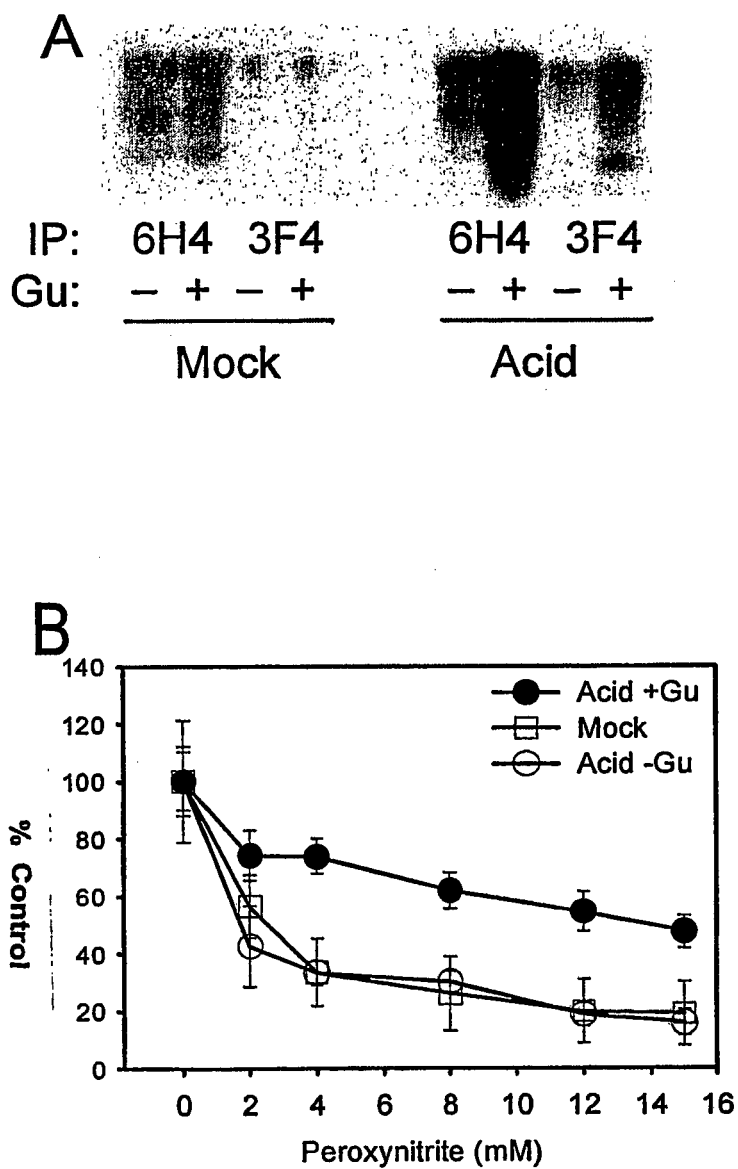 A
IP: 6H4 3F4 6H4 3F4
Gu: – + – + – + – +
Mock Acid
B
140
120
100
80
60
40
20
0
% Control
Acid +Gu
Mock
Acid -Gu
0 2 4 6 8 10 12 14 16
Peroxynitrite (mM)